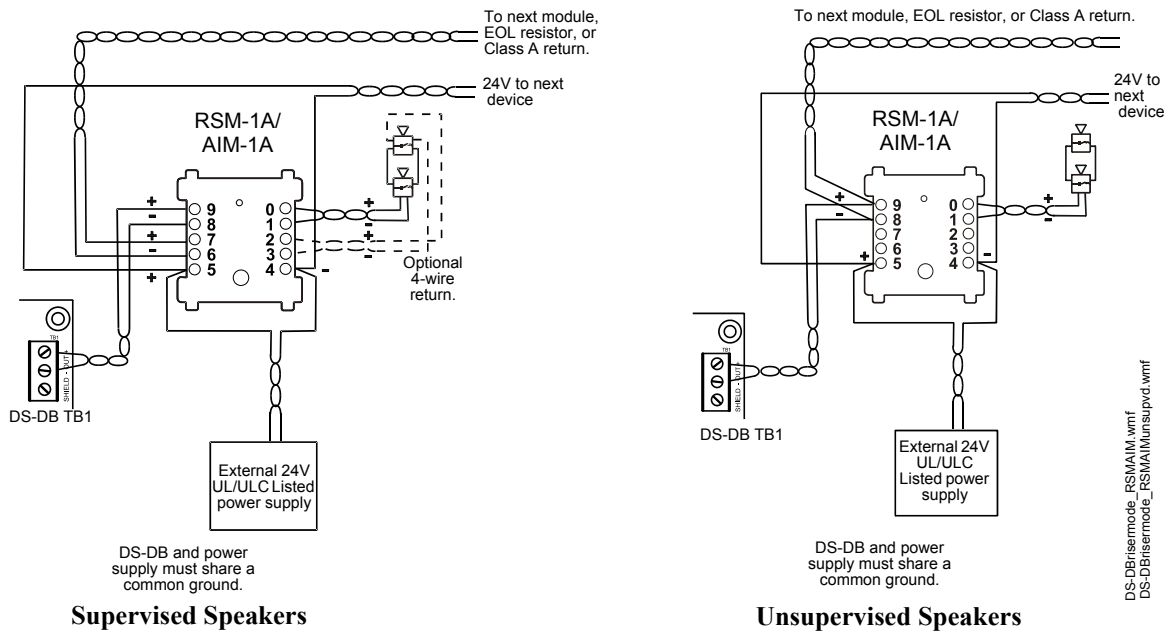 To next module,
EOL resistor, or
Class A return.
24V to next
device
RSM-1A/
AIM-1A
+
-
+
-
+
9
8
7
6
5
0
1
2
3
4
+
-
+
-
-
Optional
4-wire
return.
TB1
SHIELD - OUT +
DS-DB TB1
External 24V
UL/ULC Listed
power supply
DS-DB and power
supply must share a
common ground.
Supervised Speakers
To next module, EOL resistor, or Class A return.
24V to
next
device
RSM-1A/
AIM-1A
+
-
+
9
8
7
6
5
0
1
2
3
4
+
-
-
TB1
SHIELD - OUT +
DS-DB TB1
External 24V
UL/ULC
Listed power
supply
DS-DB and power
supply must share a
common ground.
Unsupervised Speakers
DS-DBrisermode_RSMAIM.wmf
DS-DBrisermode_RSMAIMunsupvd.wmf